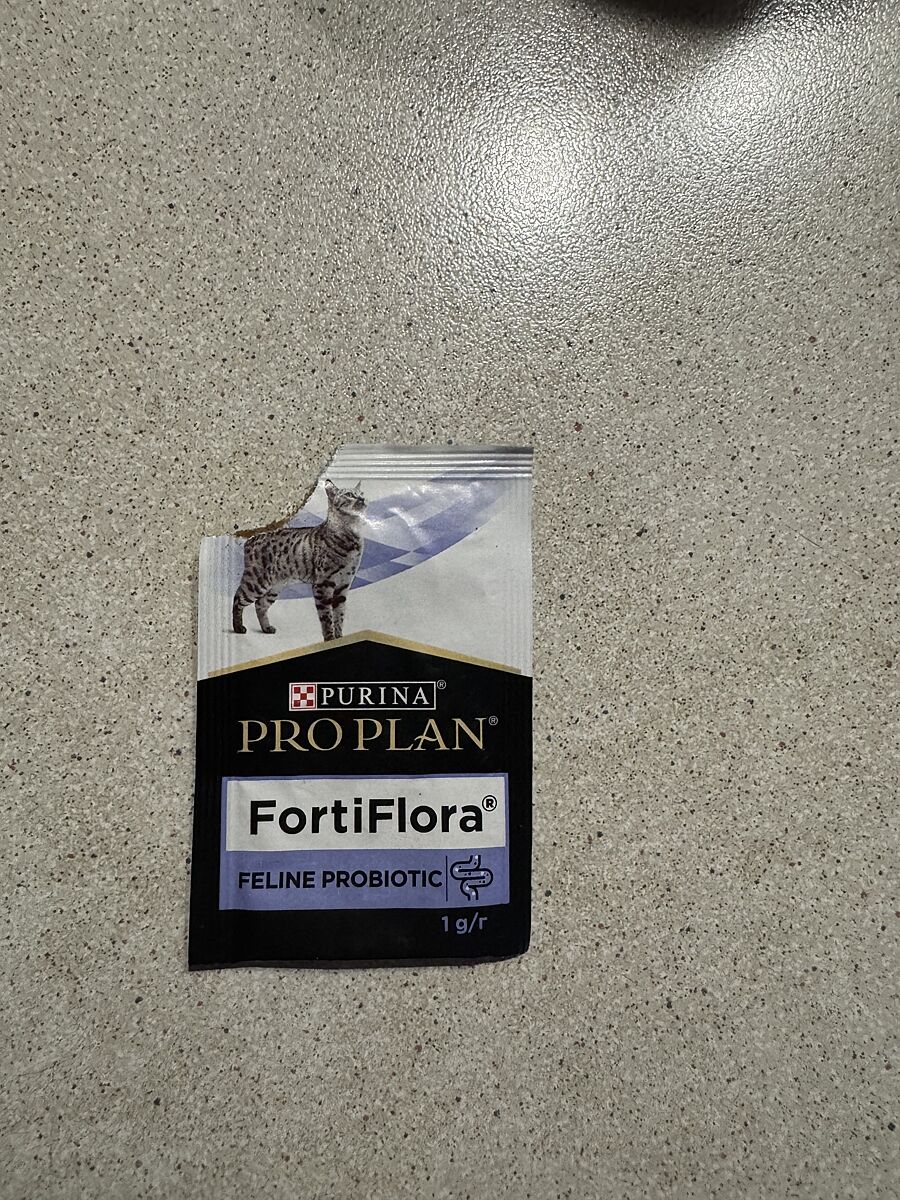 PURINA®
PRO PLAN®
FortiFlora®
FELINE PROBIOTIC
1 g/г